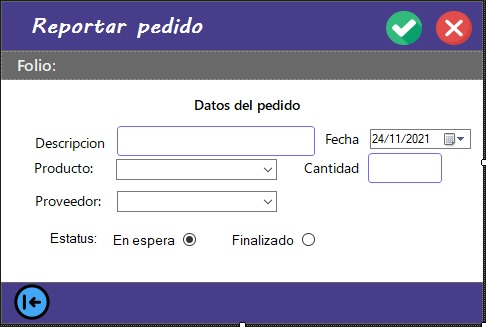 Reportar pedido
Folio:
Datos del pedido
Descripcion
Fecha 24/11/2021
Producto:
Cantidad
Proveedor:
Estatus: En espera Finalizado